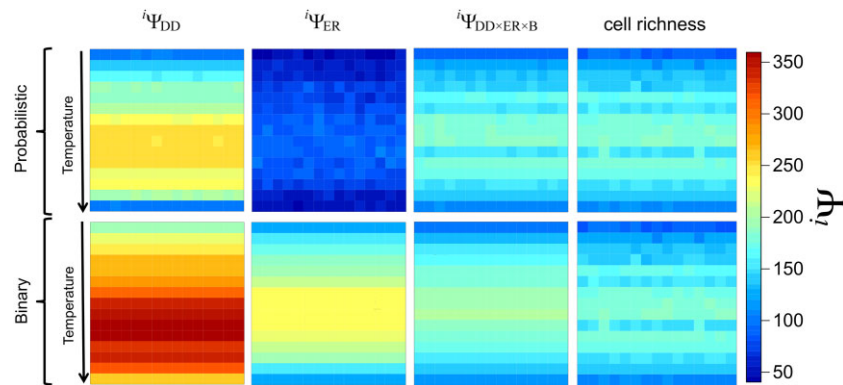 ⁱΨ_DD ⁱΨ_ER ⁱΨ_DD×ER×B cell richness
Probabilistic
Temperature
Binary
Temperature
350
300
250
200
150
100
50
ⁱΨ